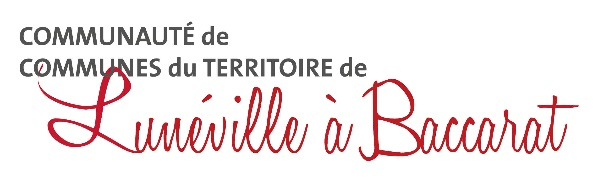 COMMUNAUTÉ de
COMMUNES du TERRITOIRE de
Lunéville à Baccarat